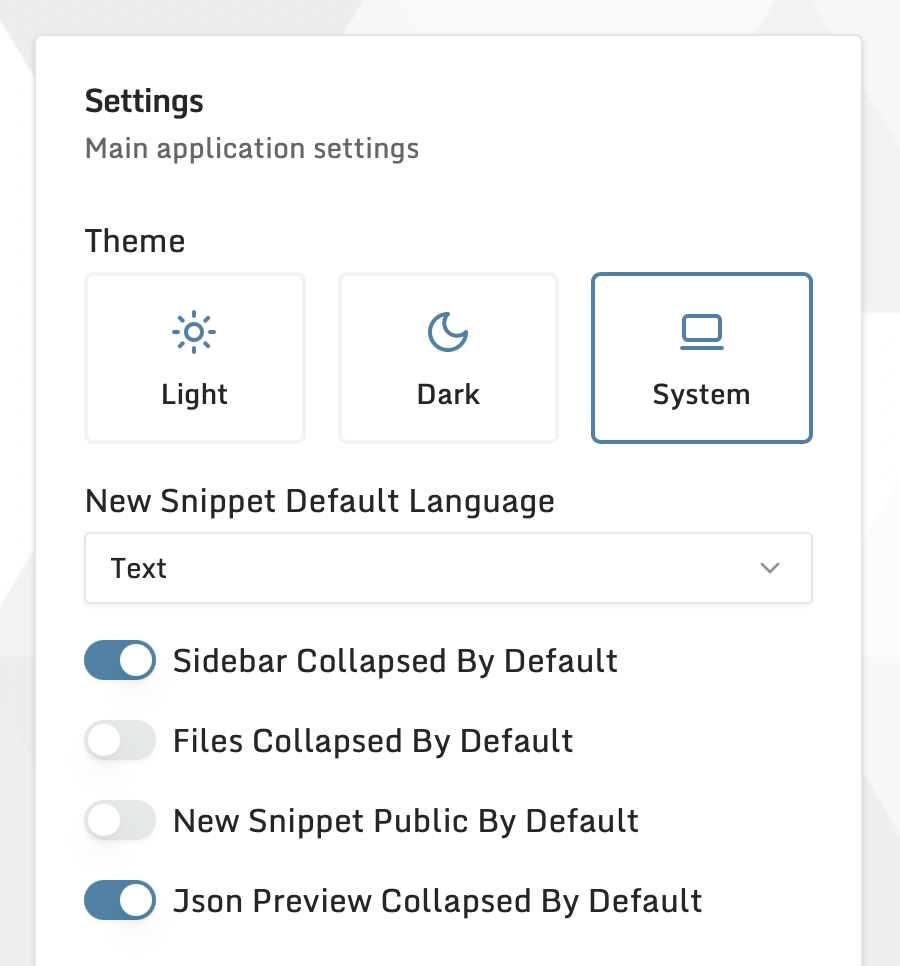 Settings
Main application settings
Theme
Light Dark System
New Snippet Default Language
Text
Sidebar Collapsed By Default
Files Collapsed By Default
New Snippet Public By Default
Json Preview Collapsed By Default